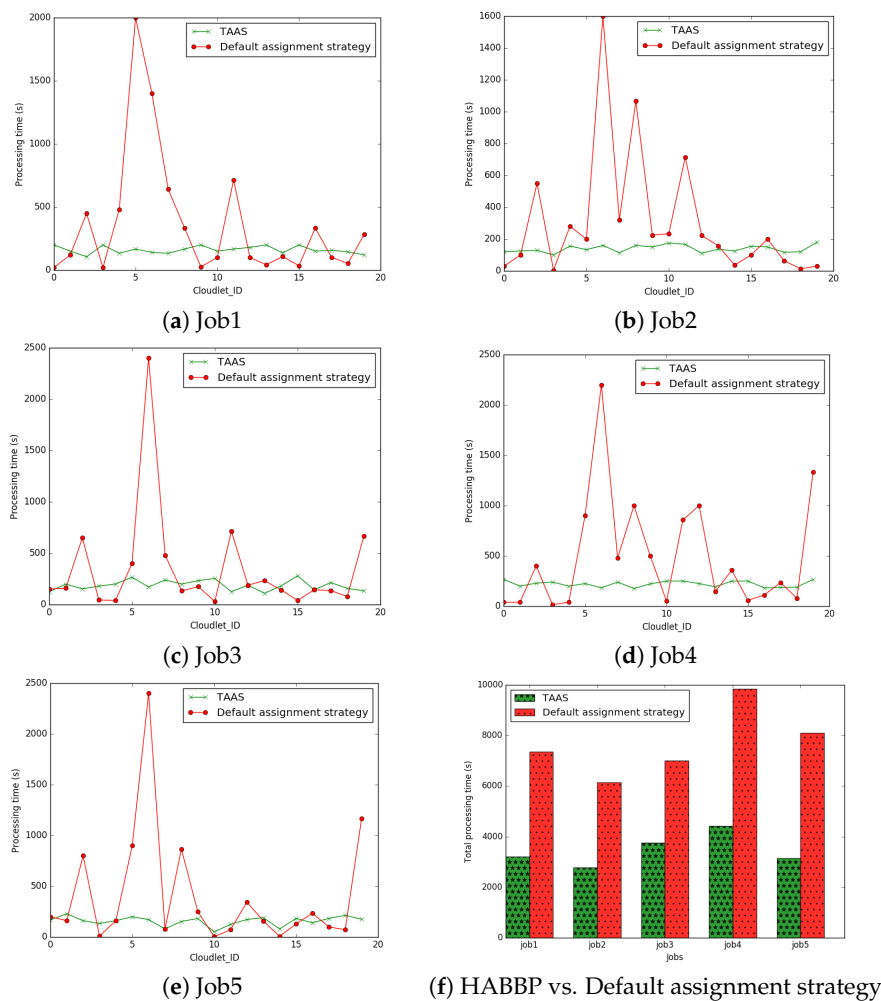 2000
1500
1000
500
0
Processing time (s)
TAAS
Default assignment strategy
0 5 10 15 20
Cloudlet_ID
(a) Job1
1600
1400
1200
1000
800
600
400
200
0
Processing time (s)
TAAS
Default assignment strategy
0 5 10 15 20
Cloudlet_ID
(b) Job2
2500
2000
1500
1000
500
0
Processing time (s)
TAAS
Default assignment strategy
0 5 10 15 20
Cloudlet_ID
(c) Job3
2500
2000
1500
1000
500
0
Processing time (s)
TAAS
Default assignment strategy
0 5 10 15 20
Cloudlet_ID
(d) Job4
2500
2000
1500
1000
500
0
Processing time (s)
TAAS
Default assignment strategy
0 5 10 15 20
Cloudlet_ID
(e) Job5
10000
8000
6000
4000
2000
0
Total processing time (s)
TAAS
Default assignment strategy
job1 job2 job3 job4 job5
Jobs
(f) HABBP vs. Default assignment strategy